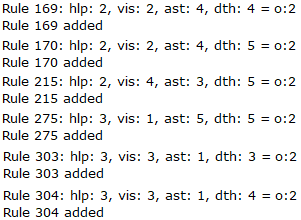 Rule 169: hlp: 2, vis: 2, ast: 4, dth: 4 = o:2
Rule 169 added
Rule 170: hlp: 2, vis: 2, ast: 4, dth: 5 = o:2
Rule 170 added
Rule 215: hlp: 2, vis: 4, ast: 3, dth: 5 = o:2
Rule 215 added
Rule 275: hlp: 3, vis: 1, ast: 5, dth: 5 = o:2
Rule 275 added
Rule 303: hlp: 3, vis: 3, ast: 1, dth: 3 = o:2
Rule 303 added
Rule 304: hlp: 3, vis: 3, ast: 1, dth: 4 = o:2
Rule 304 added